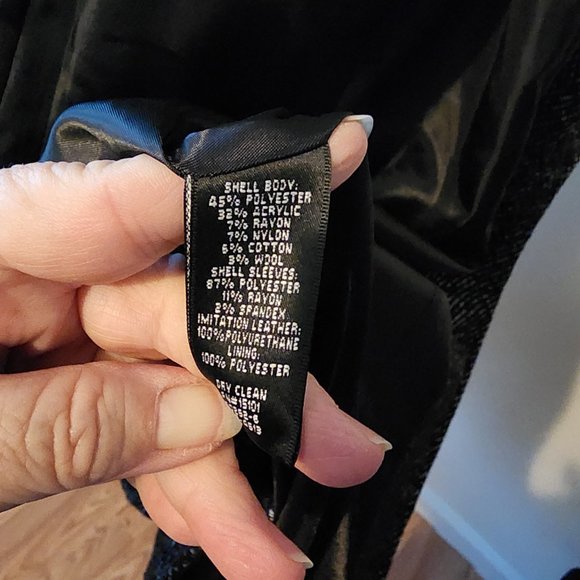 SHELL BODY:
45% POLYESTER
32% ACRYLIC
7% RAYON
7% NYLON
6% COTTON
3% WOOL
SHELL SLEEVES:
87% POLYESTER
11% RAYON
2% SPANDEX
IMITATION LEATHER:
100%POLYURETHANE
LINING:
100% POLYESTER
DRY CLEAN
#15101